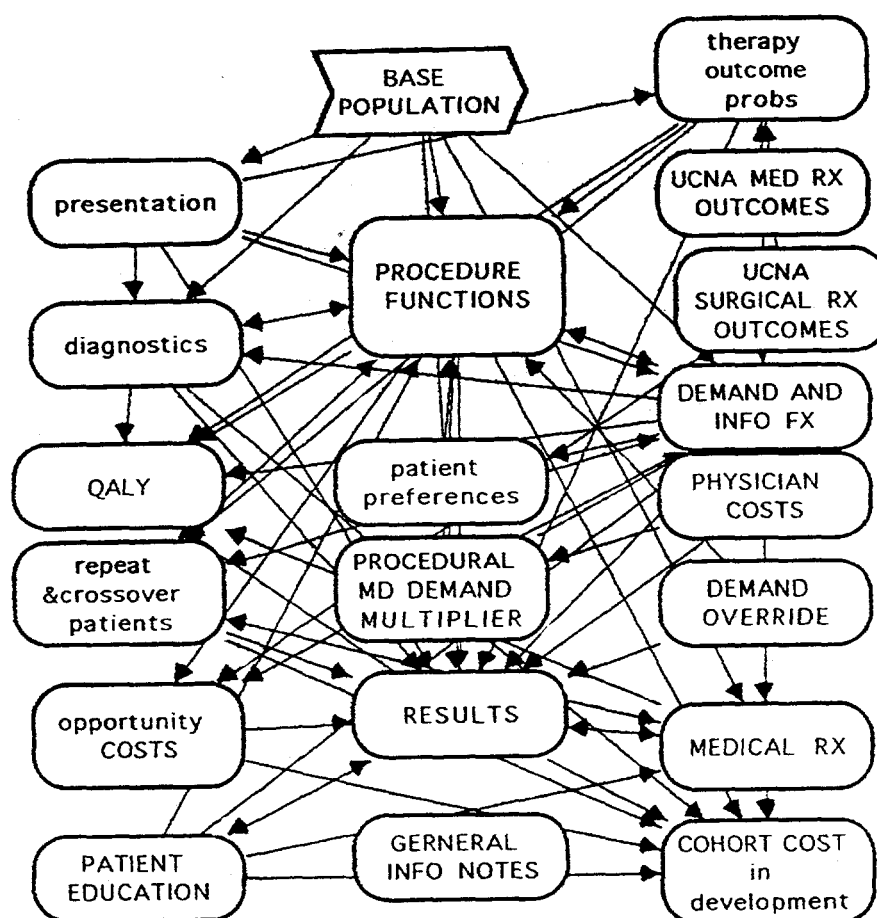 BASE
POPULATION
therapy
outcome
probs
presentation
UCNA MED RX
OUTCOMES
PROCEDURE
FUNCTIONS
UCNA
SURGICAL RX
OUTCOMES
diagnostics
DEMAND AND
INFO FX
QALY
patient
preferences
PHYSICIAN
COSTS
repeat
&crossover
patients
PROCEDURAL
MD DEMAND
MULTIPLIER
DEMAND
OVERRIDE
opportunity
COSTS
RESULTS
MEDICAL RX
PATIENT
EDUCATION
GERNERAL
INFO NOTES
COHORT COST
in
development